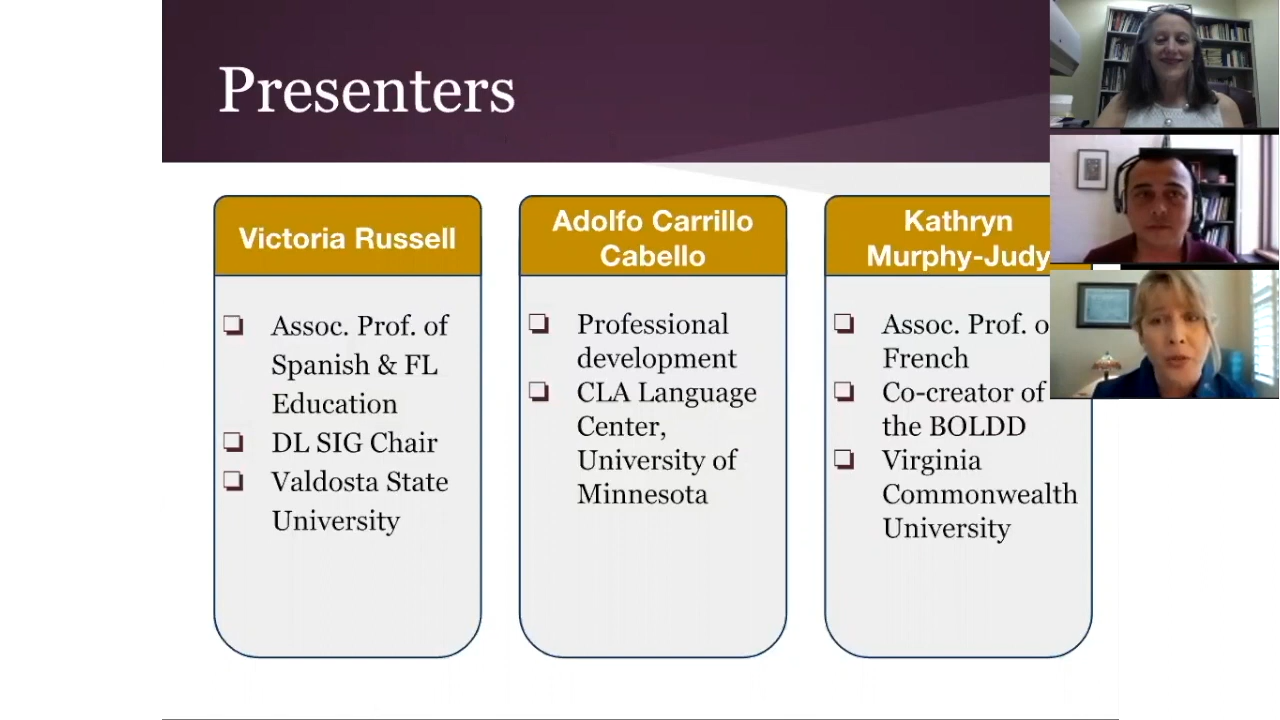 Presenters
Victoria Russell
Assoc. Prof. of
Spanish & FL
Education
DL SIG Chair
Valdosta State
University
Adolfo Carrillo
Cabello
Professional
development
CLA Language
Center,
University of
Minnesota
Kathryn
Murphy-Judy
Assoc. Prof. o
French
Co-creator of
the BOLDD
Virginia
Commonwealth
University